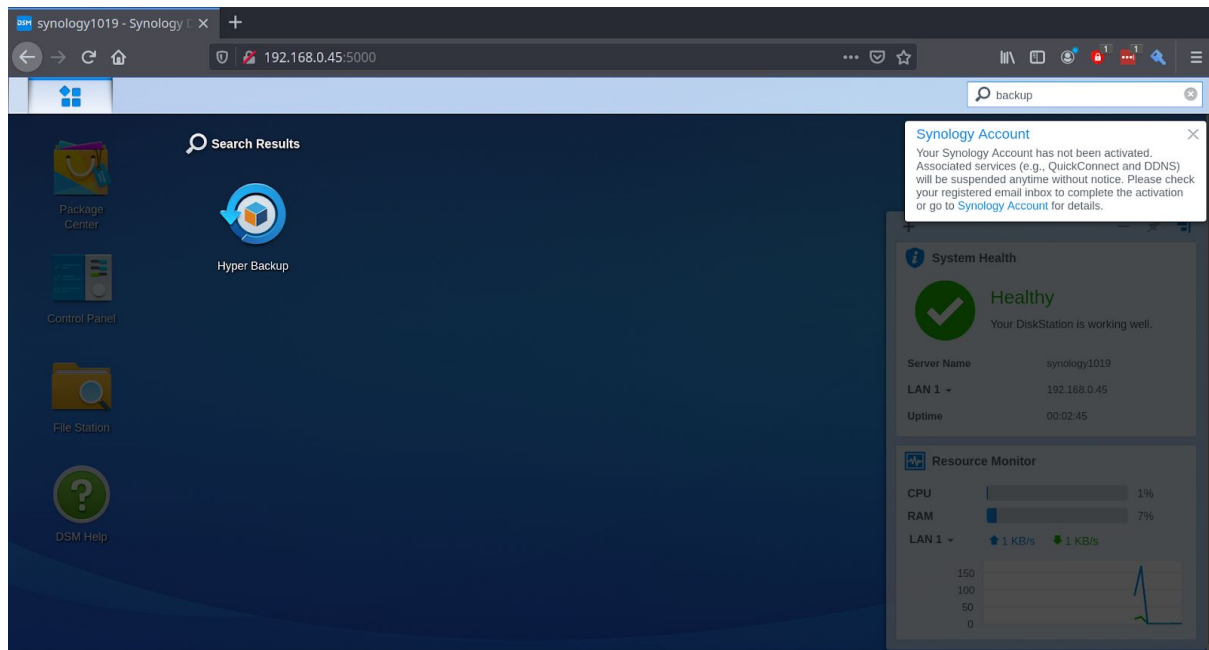 DSM synology1019 - Synology D
192.168.0.45:5000
1
1
backup
Search Results
Hyper Backup
Package
Center
Control Panel
File Station
DSM Help
Synology Account
Your Synology Account has not been activated.
Associated services (e.g., QuickConnect and DDNS)
will be suspended anytime without notice. Please check
your registered email inbox to complete the activation
or go to Synology Account for details.
System Health
Healthy
Your DiskStation is working well.
Server Name synology1019
LAN 1 192.168.0.45
Uptime 00:02:45
Resource Monitor
CPU 1%
RAM 7%
LAN 1 1 KB/s 1 KB/s
150
100
50
0